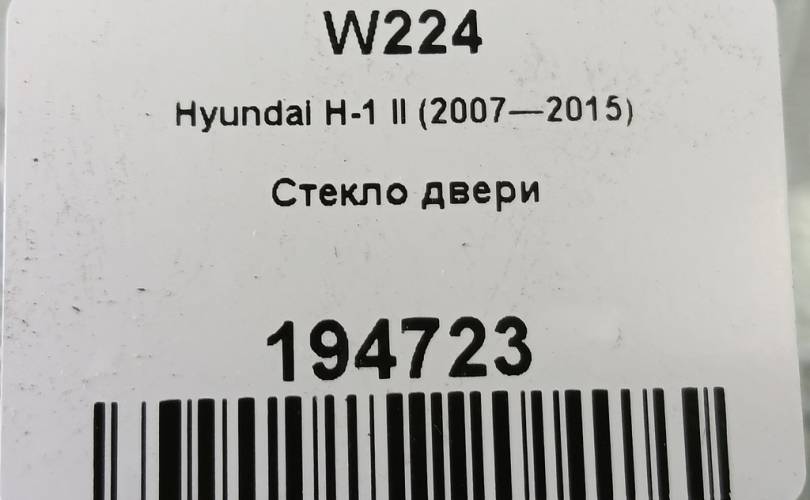 W224
Hyundai H-1 II (2007—2015)
Стекло двери
194723